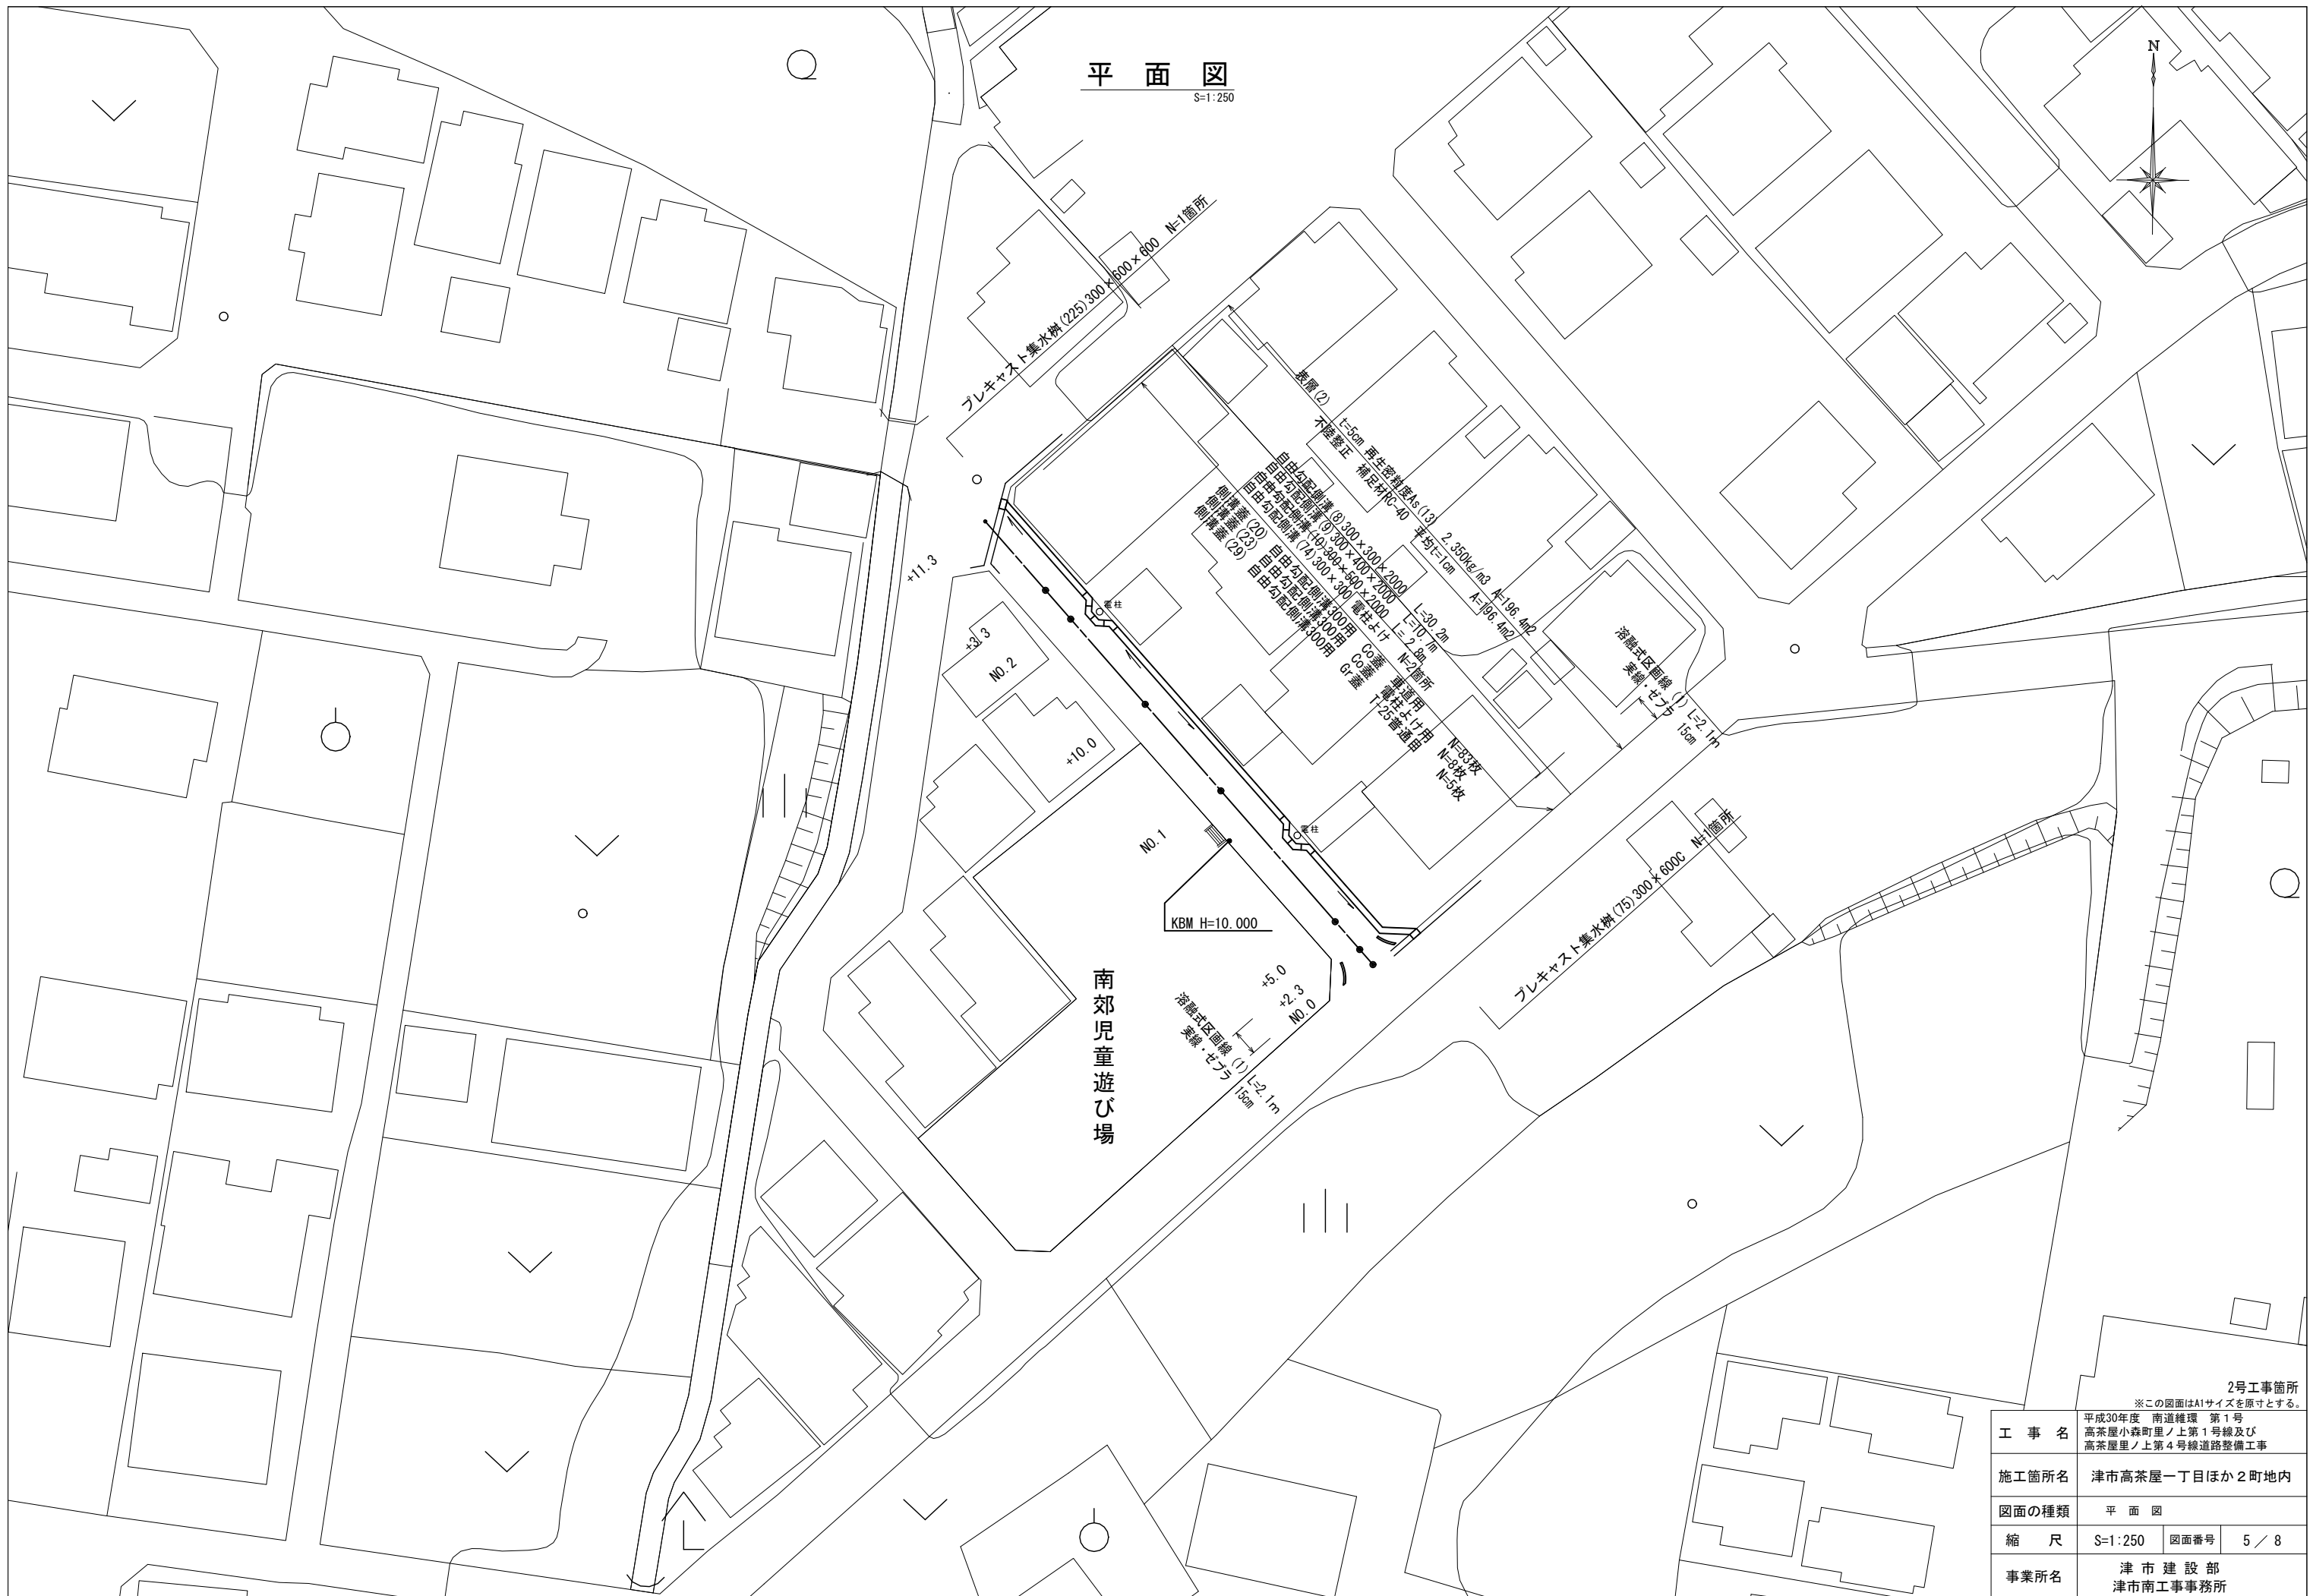 平 面 図
S=1:250
N
プレキャスト集水桝(225)300×600×600 N=1箇所
表層(2) t=5cm 再生密粒度As(13) 2.350kg/m3 A=196.4m2
不陸整正 補足材RC-40 平均t=1cm A=196.4m2
自由勾配側溝(8)300×300×2000 L=30.2m
自由勾配側溝(9)300×400×2000 L=10.7m
自由勾配側溝(10)300×500×2000 L=2.8m
自由勾配側溝(74)300×300 電柱よけ N=2箇所
側溝蓋(20) 自由勾配側溝300用 Co蓋 車道用 N=83枚
側溝蓋(23) 自由勾配側溝300用 Co蓋 電柱よけ用 N=8枚
側溝蓋(29) 自由勾配側溝300用 Gr蓋 T-25普通用 N=5枚
溶融式区画線(1) L=2.1m
実線・ゼブラ 15cm
+11.3
電柱
+3.3
NO.2
+10.0
NO.1
電柱
KBM H=10.000
プレキャスト集水桝(75)300×600C N=1箇所
南郊児童遊び場
+5.0
+2.3
NO.0
溶融式区画線(1) L=2.1m
実線・ゼブラ 15cm
2号工事箇所
※この図面はA1サイズを原寸とする。
工 事 名
平成30年度 南道維環 第1号
高茶屋小森町里ノ上第1号線及び
高茶屋里ノ上第4号線道路整備工事
施工箇所名 津市高茶屋一丁目ほか2町地内
図面の種類 平 面 図
縮 尺 S=1:250 図面番号 5/8
事業所名
津 市 建 設 部
津市南工事事務所